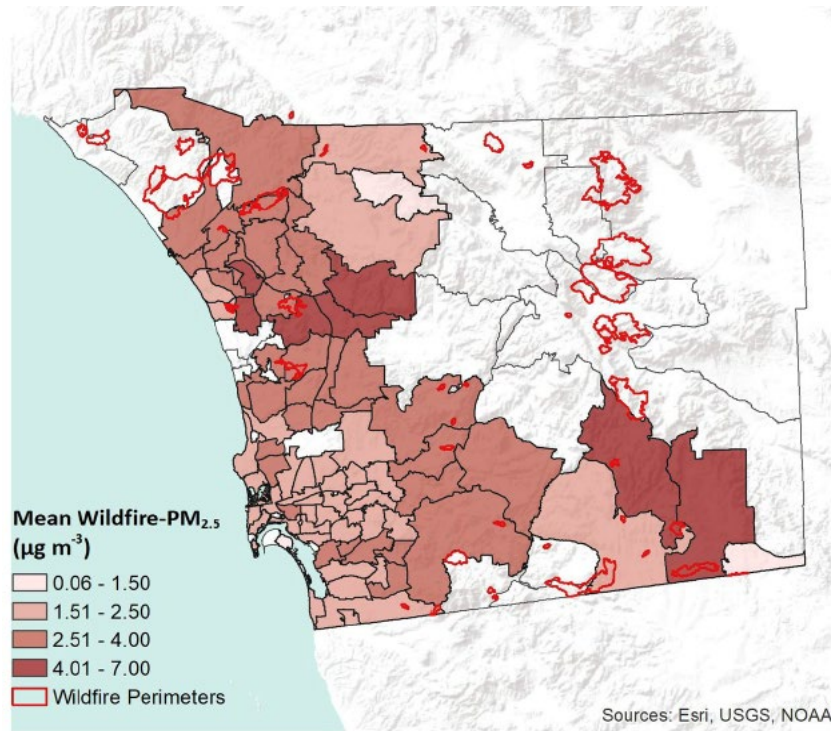 Mean Wildfire-PM2.5
(µg m-3)
0.06 - 1.50
1.51 - 2.50
2.51 - 4.00
4.01 - 7.00
Wildfire Perimeters
Sources: Esri, USGS, NOAA